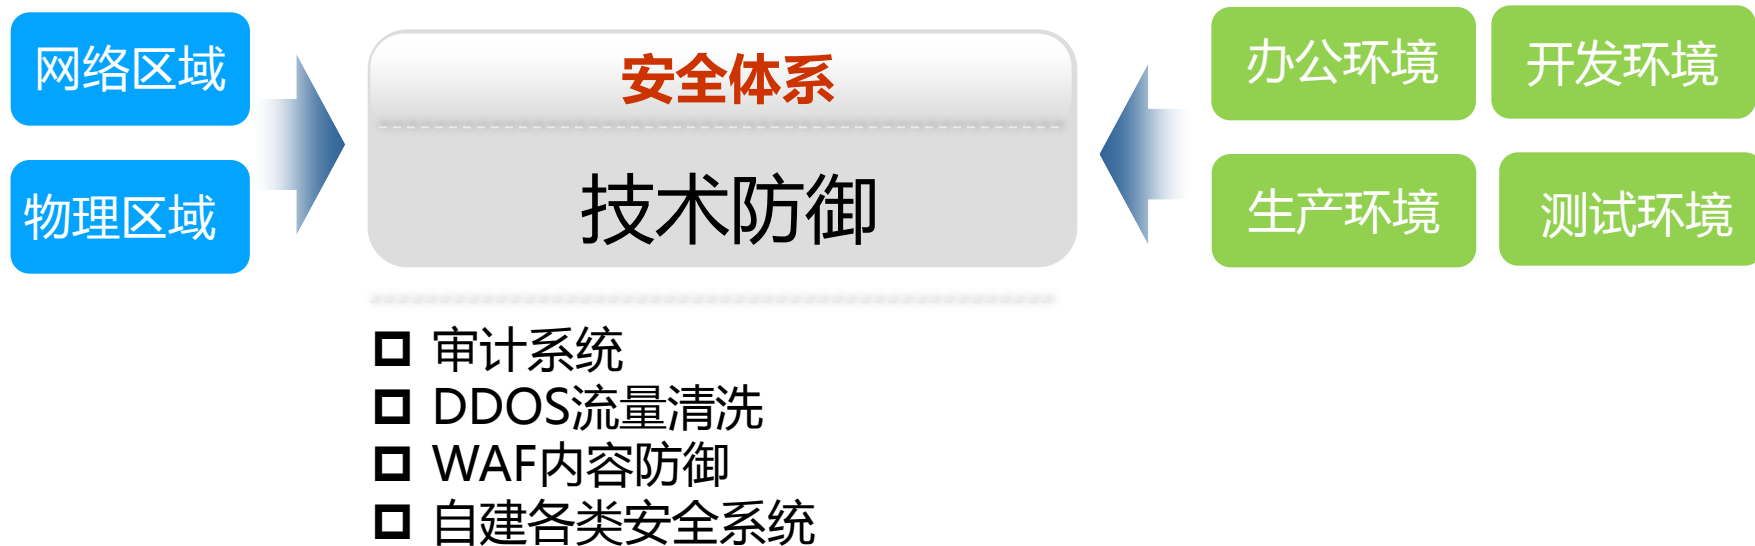 网络区域
物理区域
安全体系
技术防御
审计系统
DDOS流量清洗
WAF内容防御
自建各类安全系统
办公环境
开发环境
生产环境
测试环境